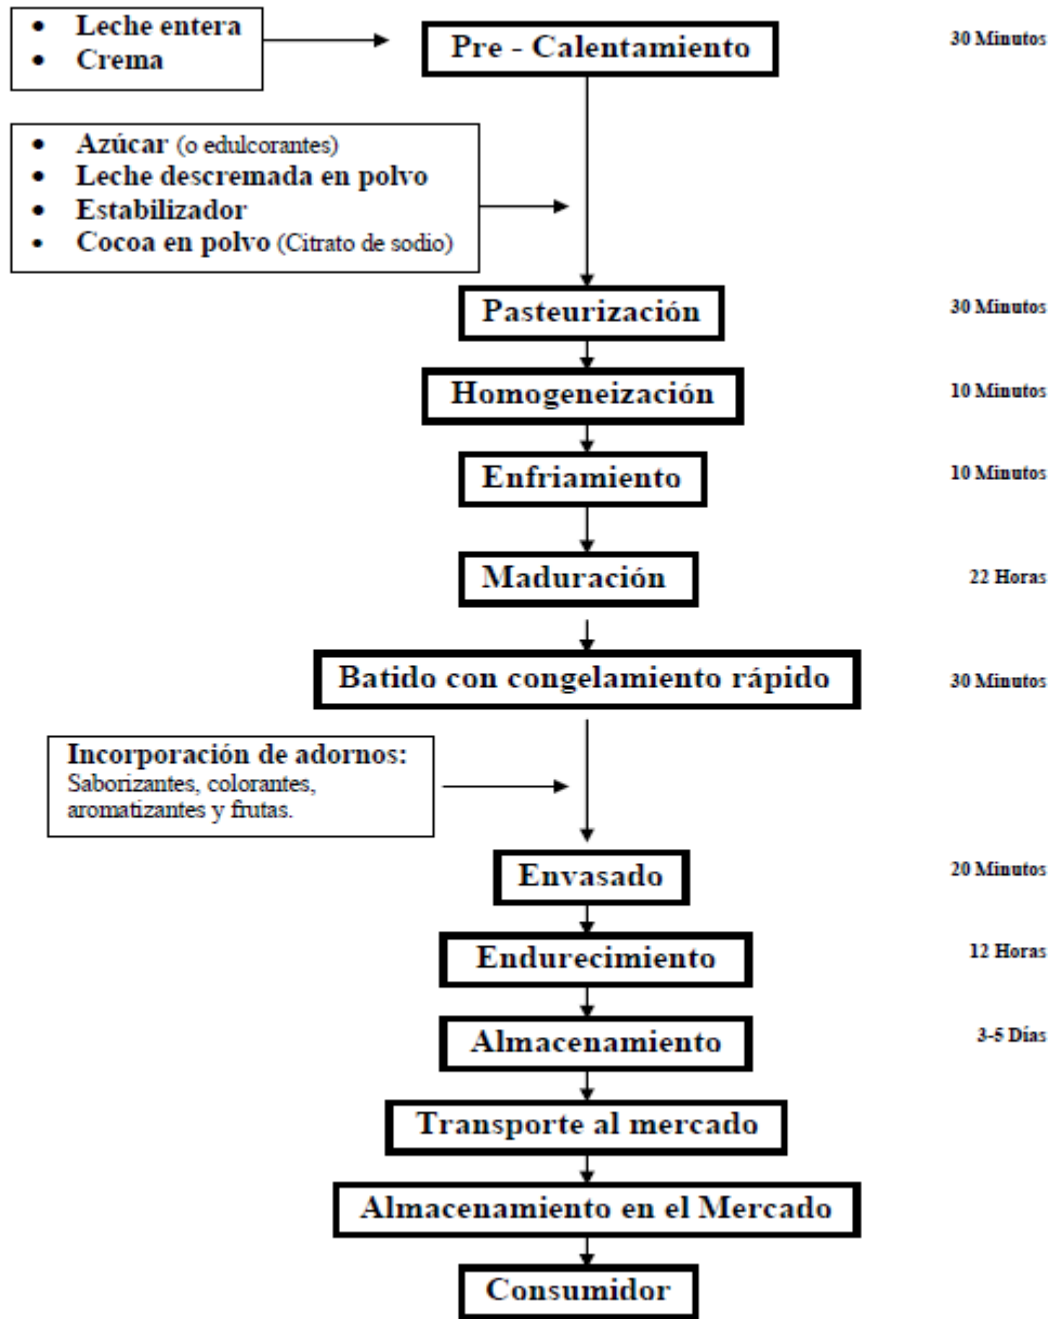 • Leche entera
• Crema
Pre - Calentamiento
30 Minutos
• Azúcar (o edulcorantes)
• Leche descremada en polvo
• Estabilizador
• Cocoa en polvo (Citrato de sodio)
Pasteurización
30 Minutos
Homogeneización
10 Minutos
Enfriamiento
10 Minutos
Maduración
22 Horas
Batido con congelamiento rápido
30 Minutos
Incorporación de adornos:
Saborizantes, colorantes,
aromatizantes y frutas.
Envasado
20 Minutos
Endurecimiento
12 Horas
Almacenamiento
3-5 Días
Transporte al mercado
Almacenamiento en el Mercado
Consumidor